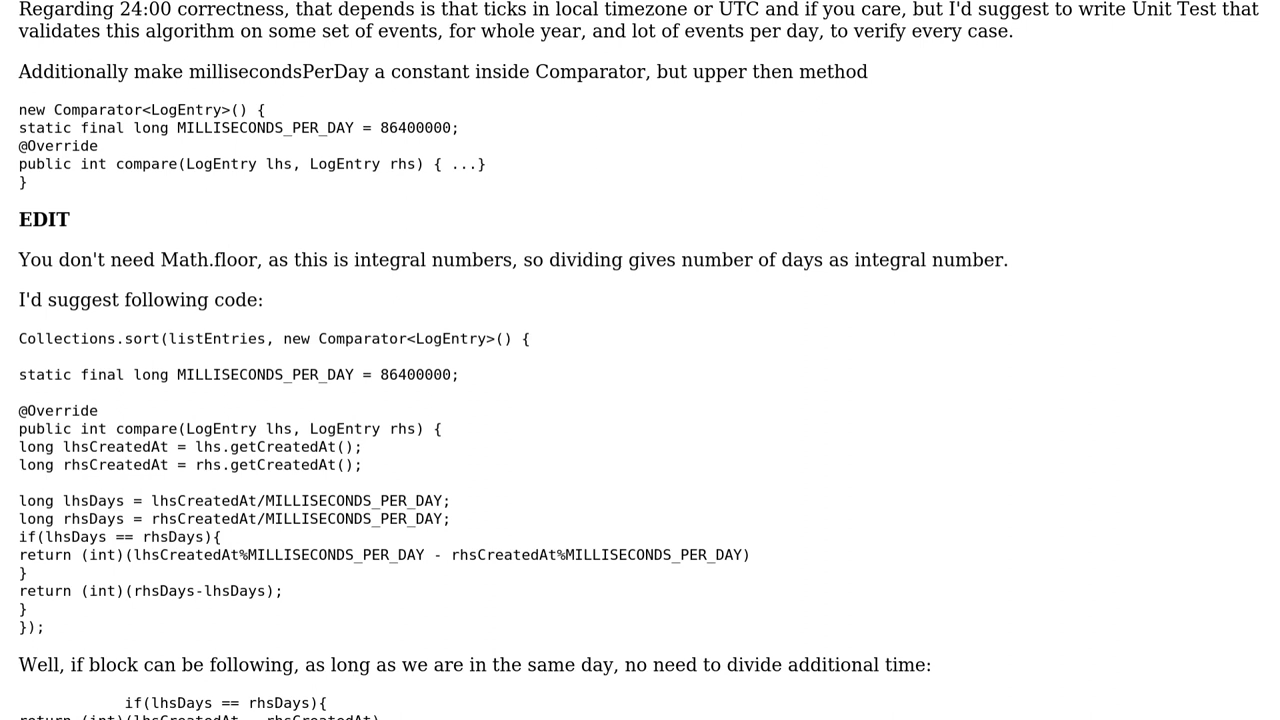 Regarding 24:00 correctness, that depends is that ticks in local timezone or UTC and if you care, but I'd suggest to write Unit Test that
validates this algorithm on some set of events, for whole year, and lot of events per day, to verify every case.
Additionally make millisecondsPerDay a constant inside Comparator, but upper then method
new Comparator<LogEntry>() {
static final long MILLISECONDS_PER_DAY = 86400000;
@Override
public int compare(LogEntry lhs, LogEntry rhs) { ...}
}
EDIT
You don't need Math.floor, as this is integral numbers, so dividing gives number of days as integral number.
I'd suggest following code:
Collections.sort(listEntries, new Comparator<LogEntry>() {
static final long MILLISECONDS_PER_DAY = 86400000;
@Override
public int compare(LogEntry lhs, LogEntry rhs) {
long lhsCreatedAt = lhs.getCreatedAt();
long rhsCreatedAt = rhs.getCreatedAt();
long lhsDays = lhsCreatedAt/MILLISECONDS_PER_DAY;
long rhsDays = rhsCreatedAt/MILLISECONDS_PER_DAY;
if(lhsDays == rhsDays){
return (int)(lhsCreatedAt%MILLISECONDS_PER_DAY - rhsCreatedAt%MILLISECONDS_PER_DAY)
}
return (int)(rhsDays-lhsDays);
}
});
Well, if block can be following, as long as we are in the same day, no need to divide additional time:
if(lhsDays == rhsDays){
return (int)(lhsCreatedAt - rhsCreatedAt)